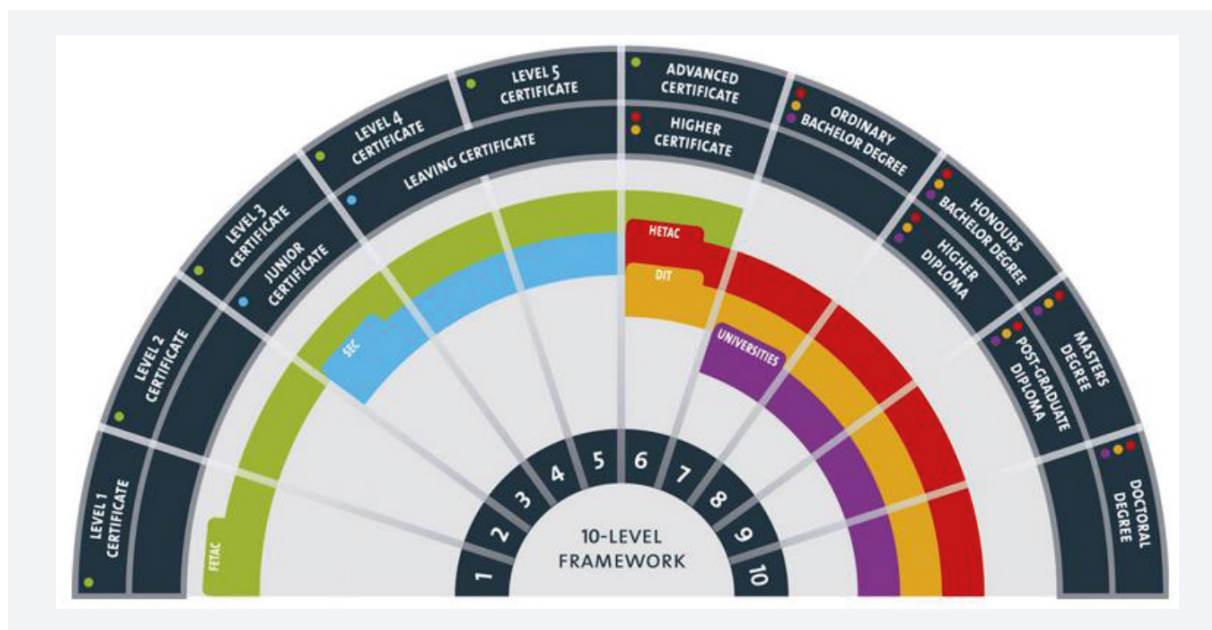 LEVEL 1
CERTIFICATE
LEVEL 2
CERTIFICATE
LEVEL 3
CERTIFICATE
JUNIOR
CERTIFICATE
LEVEL 4
CERTIFICATE
LEVEL 5
CERTIFICATE
LEAVING CERTIFICATE
ADVANCED
CERTIFICATE
HIGHER
CERTIFICATE
ORDINARY
BACHELOR DEGREE
HONOURS
BACHELOR DEGREE
HIGHER
DIPLOMA
MASTERS
DEGREE
POST-GRADUATE
DIPLOMA
DOCTORAL
DEGREE
FETAC
SEC
HETAC
DIT
UNIVERSITIES
1
2
3
4
5
6
7
8
9
10
10-LEVEL
FRAMEWORK